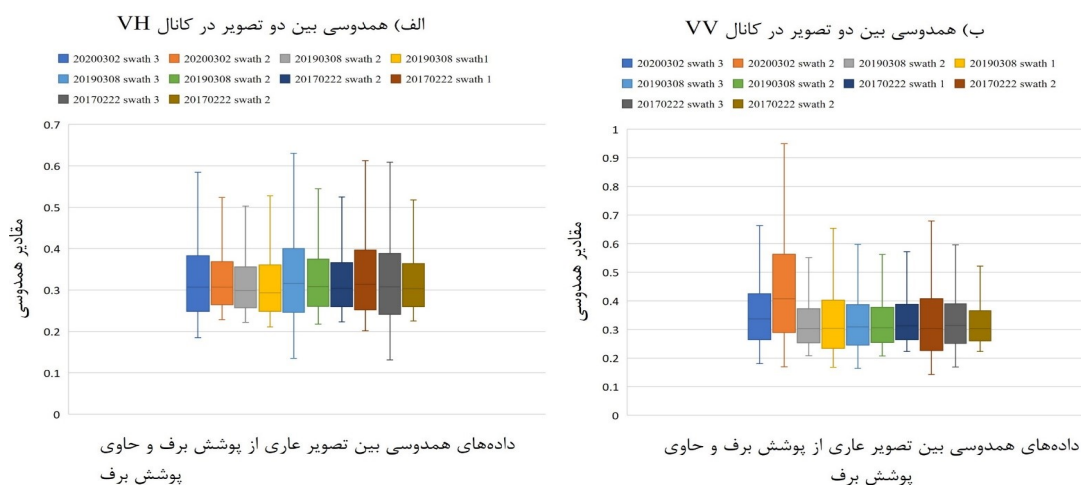 الف) همدوسی بین دو تصویر در کانال VH
20200302 swath 3 20200302 swath 2 20190308 swath 2 20190308 swath1
20190308 swath 3 20190308 swath 2 20170222 swath 2 20170222 swath 1
20170222 swath 3 20170222 swath 2
مقادیر همدوسی
0.7
0.6
0.5
0.4
0.3
0.2
0.1
0
داده‌های همدوسی بین تصویر عاری از پوشش برف و حاوی
پوشش برف
ب) همدوسی بین دو تصویر در کانال VV
20200302 swath 3 20200302 swath 2 20190308 swath 2 20190308 swath 1
20190308 swath 3 20190308 swath 2 20170222 swath 1 20170222 swath 2
20170222 swath 3 20170222 swath 2
مقادیر همدوسی
1
0.9
0.8
0.7
0.6
0.5
0.4
0.3
0.2
0.1
0
داده‌های همدوسی بین تصویر عاری از پوشش برف و حاوی
پوشش برف